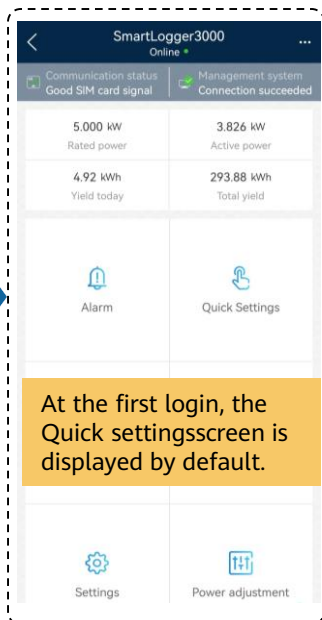 SmartLogger3000
Online
Communication status
Good SIM card signal
Management system
Connection succeeded
5.000 kW
Rated power
3.826 kW
Active power
4.92 kWh
Yield today
293.88 kWh
Total yield
Alarm
Quick Settings
At the first login, the
Quick settingsscreen is
displayed by default.
Settings
Power adjustment